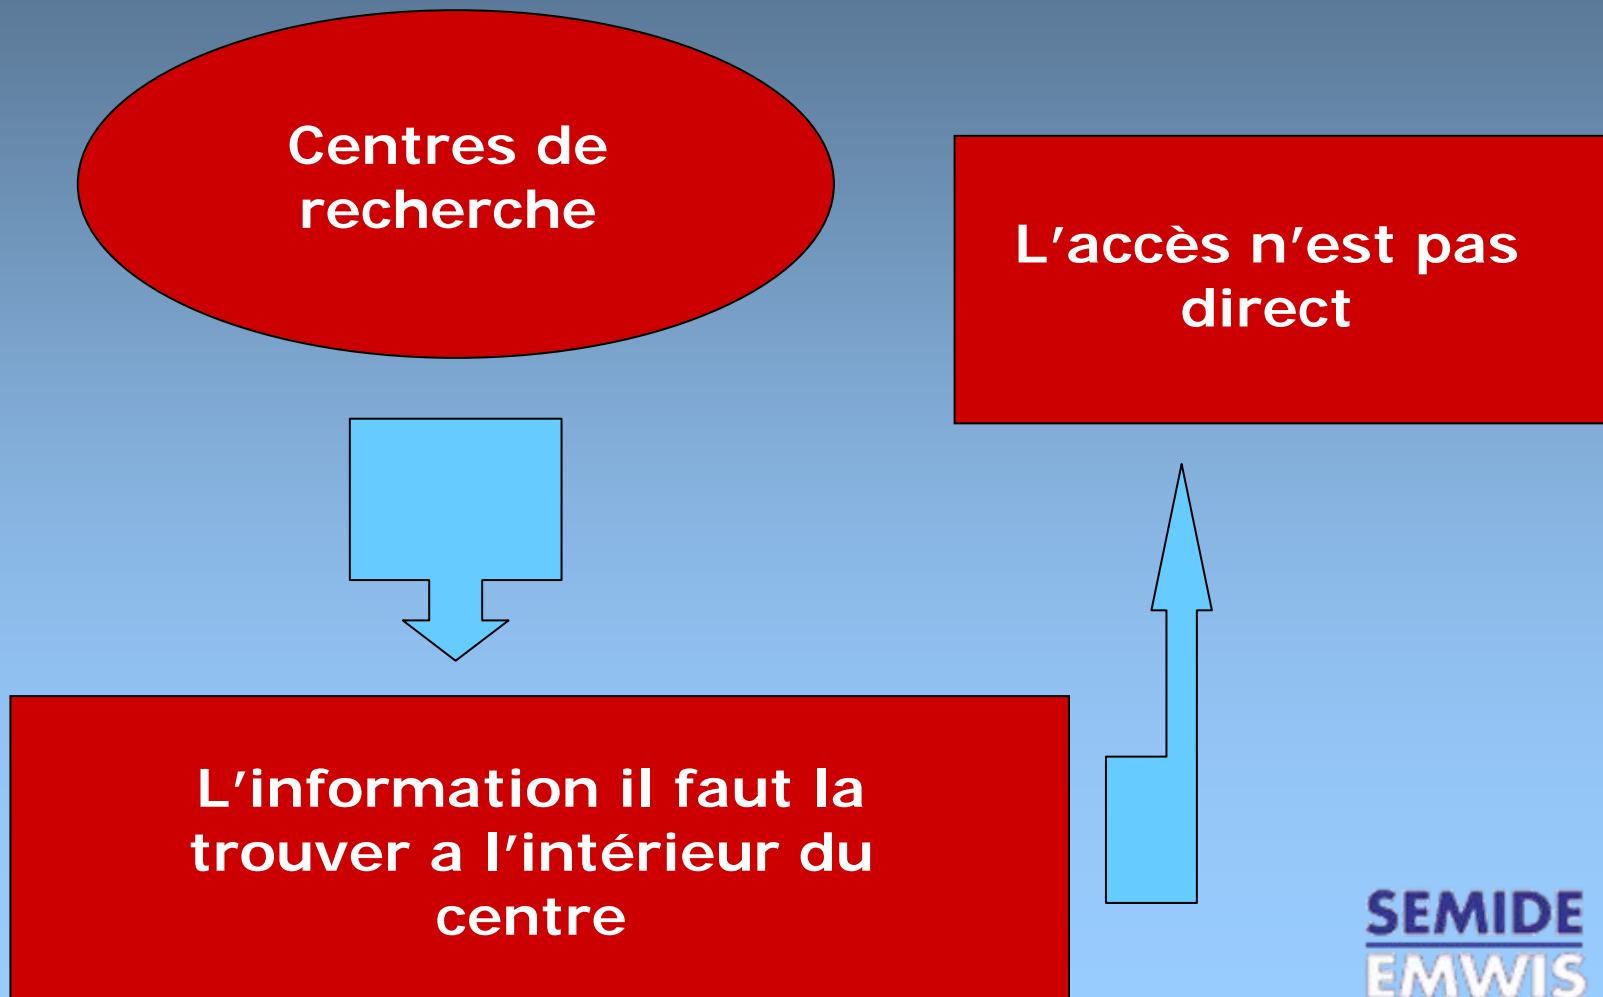 Centres de
recherche
L'accès n'est pas
direct
L'information il faut la
trouver a l'intérieur du
centre
SEMIDE
EMWIS